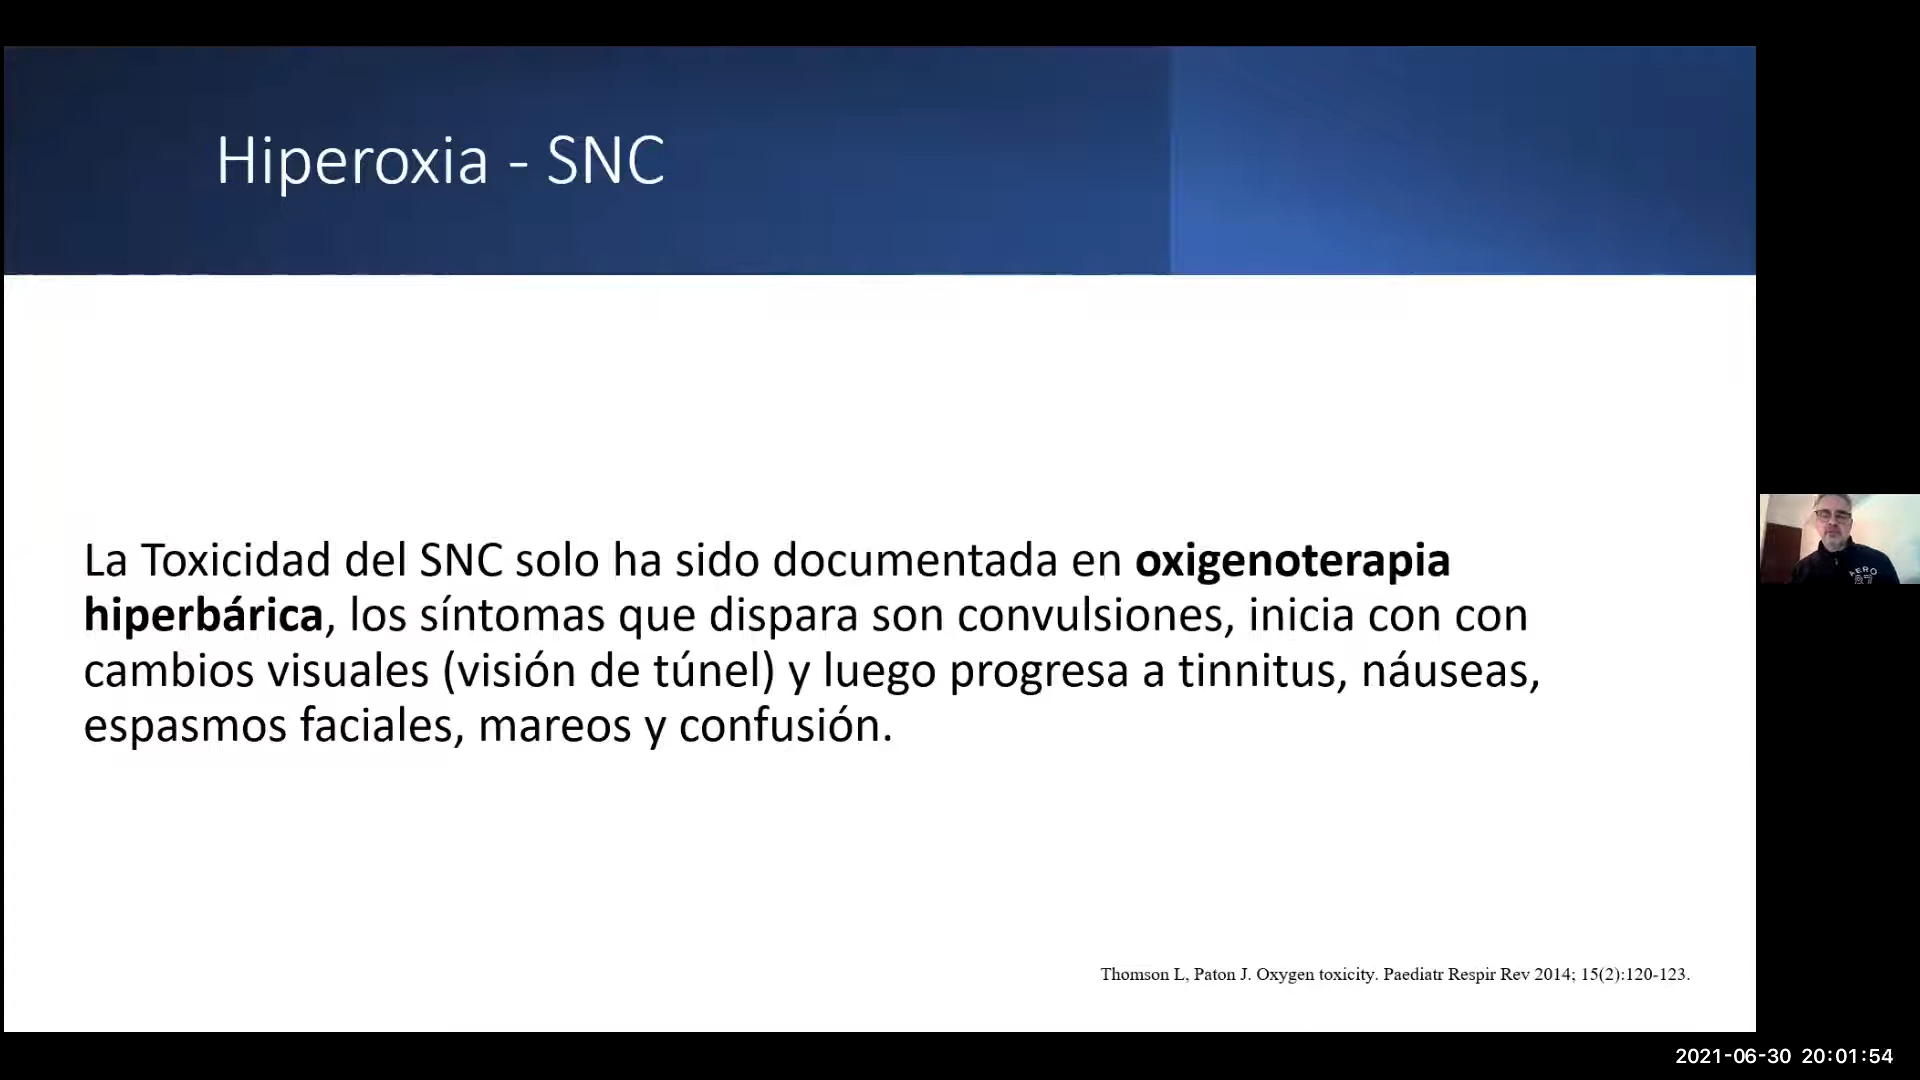 Hiperoxia - SNC
La Toxicidad del SNC solo ha sido documentada en oxigenoterapia
hiperbárica, los síntomas que dispara son convulsiones, inicia con con
cambios visuales (visión de túnel) y luego progresa a tinnitus, náuseas,
espasmos faciales, mareos y confusión.
AERO
87
Thomson L, Paton J. Oxygen toxicity. Paediatr Respir Rev 2014; 15(2):120-123.
2021-06-30 20:01:54